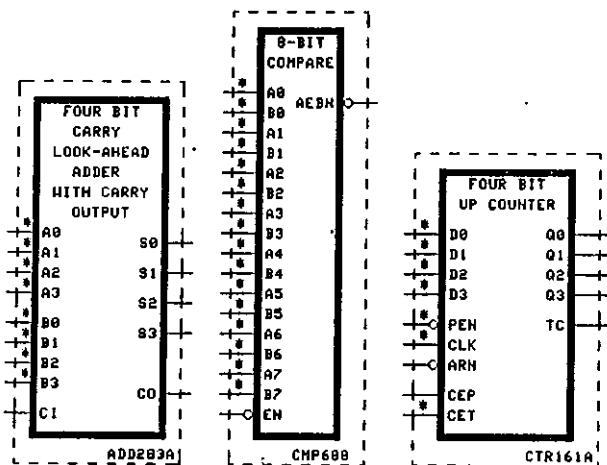 FOUR BIT
CARRY
LOOK-AHEAD
ADDER
WITH CARRY
OUTPUT
* A0
* A1 S0
* A2 S1
* A3 S2
* B0 S3
* B1
* B2
* B3 CO
CI
ADD283A
8-BIT
COMPARE
* A0 AEBN
* B0
* A1
* B1
* A2
* B2
* A3
* B3
* A4
* B4
* A5
* B5
* A6
* B6
* A7
* B7
EN
CMP688
FOUR BIT
UP COUNTER
* D0 Q0
* D1 Q1
* D2 Q2
* D3 Q3
* PEN TC
* CLK
ARN
CEP
* CET
CTR161A